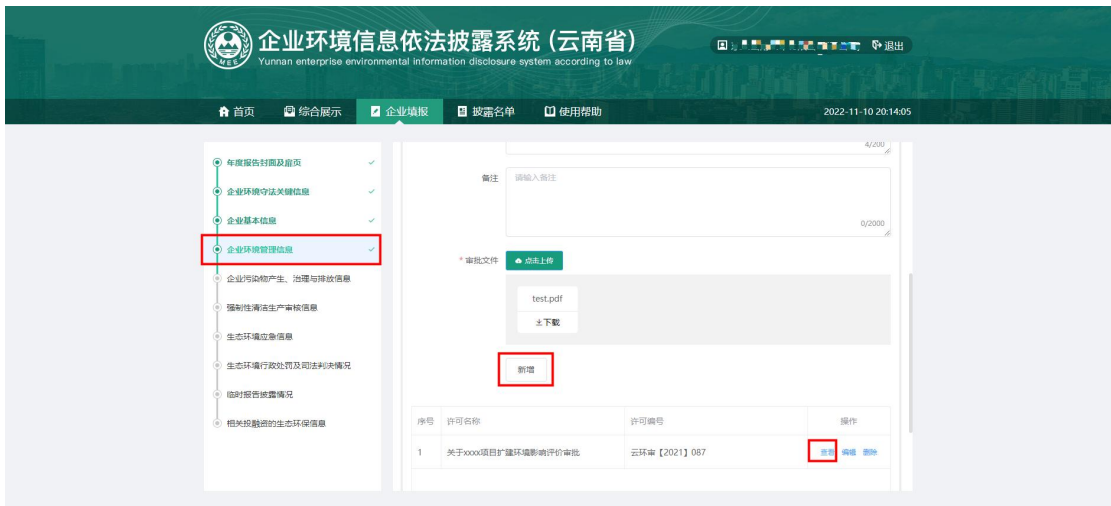 企业环境信息依法披露系统 (云南省)
Yunnan enterprise environmental information disclosure system according to law
MEE
退出
首页 综合展示 企业填报 披露名单 使用帮助 2022-11-10 20:14:05
年度报告封面及扉页
企业环境守法关键信息
企业基本信息
企业环境管理信息
企业污染物产生、治理与排放信息
强制性清洁生产审核信息
生态环境应急信息
生态环境行政处罚及司法判决情况
临时报告披露情况
相关投融资的生态环保信息
4/200
备注 请输入备注
0/2000
* 审批文件 点击上传
test.pdf
下载
新增
序号 许可名称 许可编号 操作
1 关于xxxx项目扩建环境影响评价审批 云环审【2021】087 查看 编辑 删除